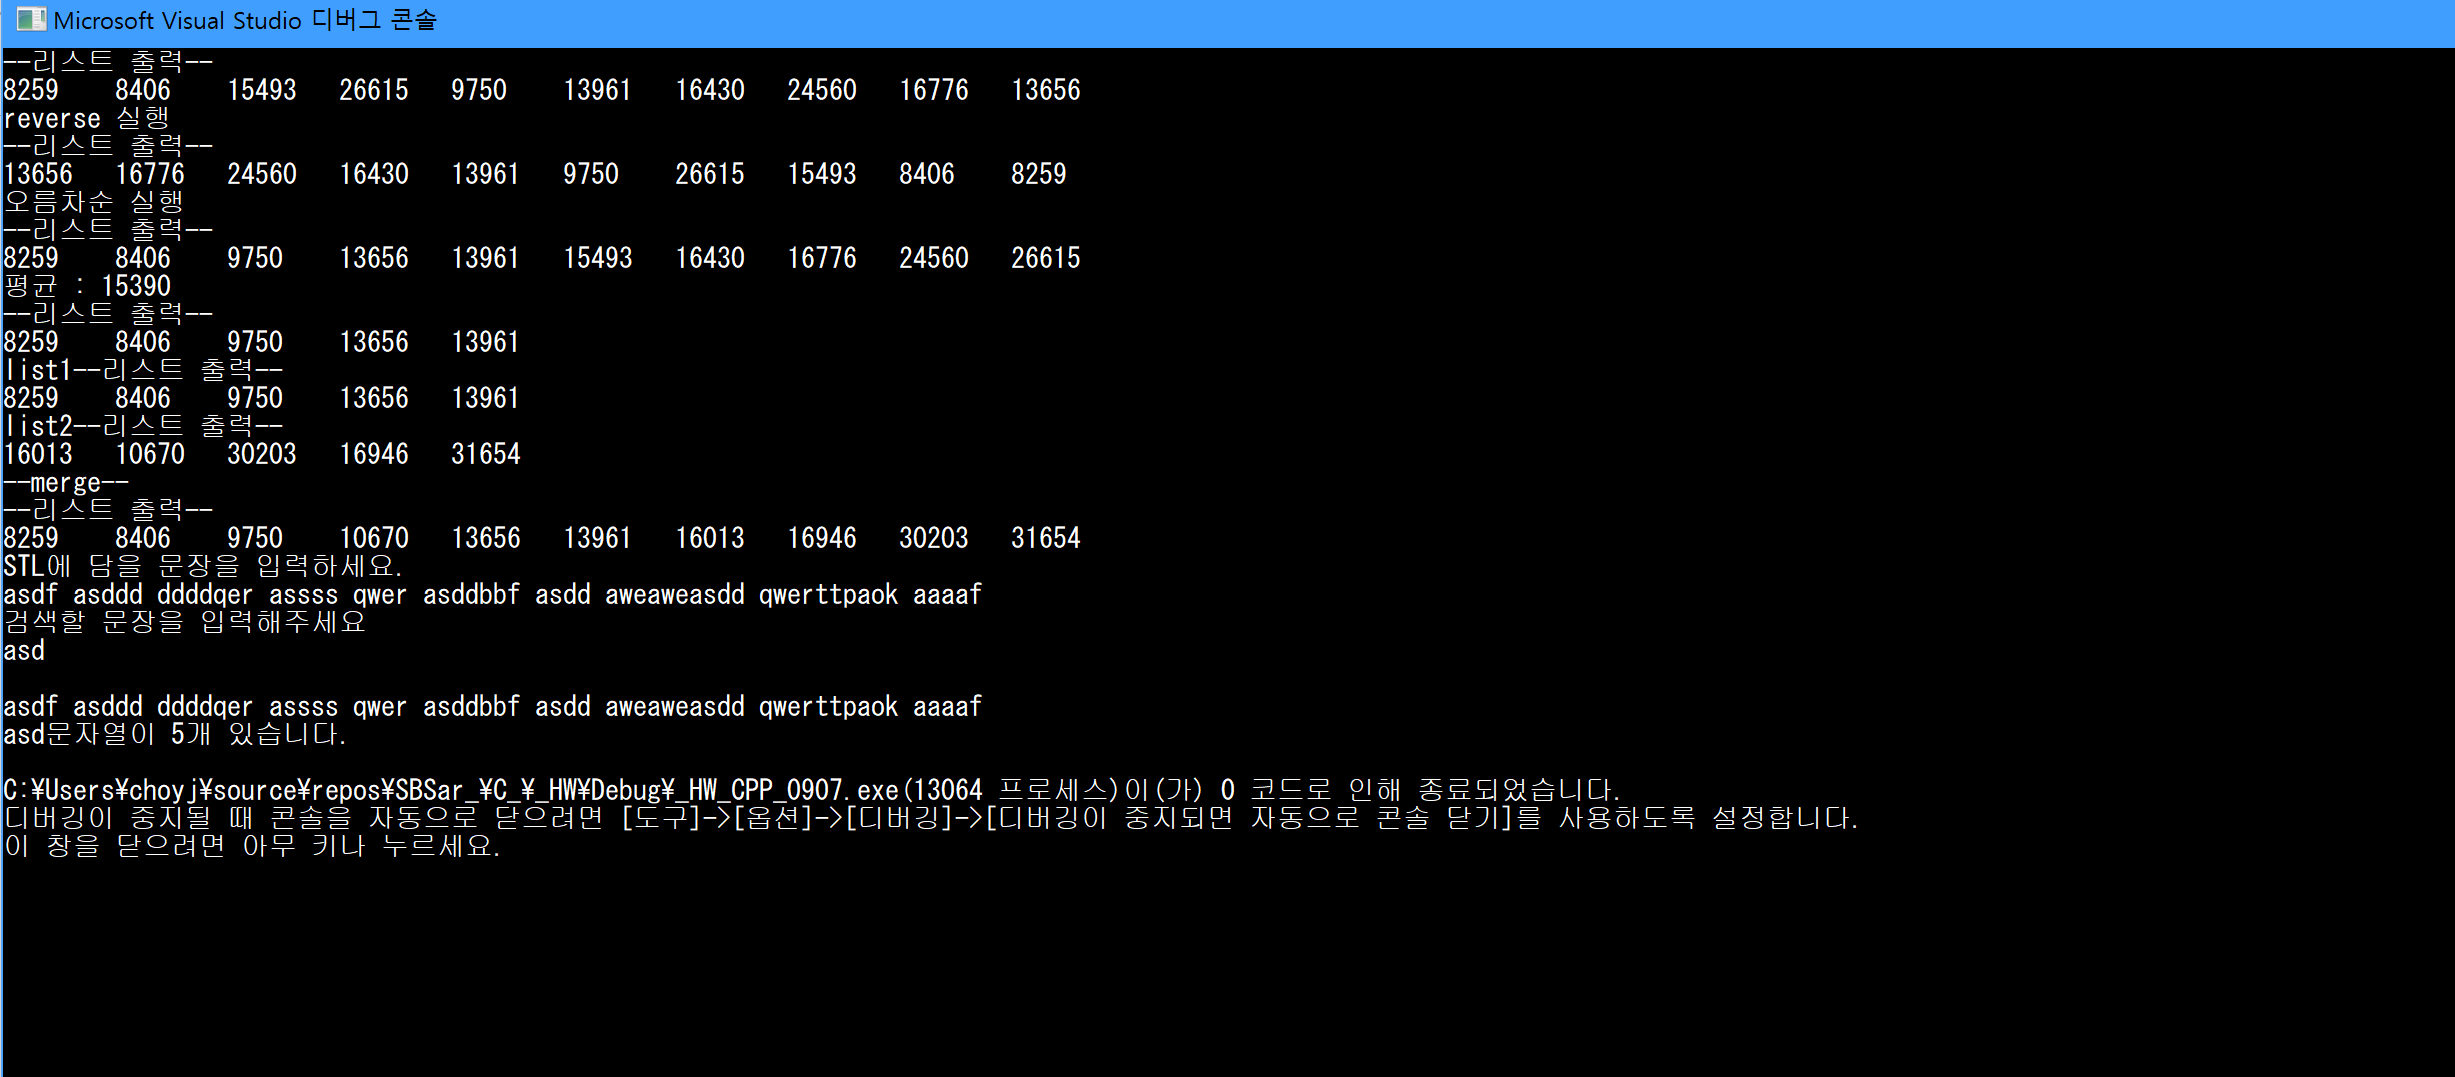 Microsoft Visual Studio 디버그 콘솔
--리스트 출력--
8259 8406 15493 26615 9750 13961 16430 24560 16776 13656
reverse 실행
--리스트 출력--
13656 16776 24560 16430 13961 9750 26615 15493 8406 8259
오름차순 실행
--리스트 출력--
8259 8406 9750 13656 13961 15493 16430 16776 24560 26615
평균 : 15390
--리스트 출력--
8259 8406 9750 13656 13961
list1--리스트 출력--
8259 8406 9750 13656 13961
list2--리스트 출력--
16013 10670 30203 16946 31654
--merge--
--리스트 출력--
8259 8406 9750 10670 13656 13961 16013 16946 30203 31654
STL에 담을 문장을 입력하세요.
asdf asddd ddddqer assss qwer asddbbf asdd aweaweasdd qwerttpaok aaaaf
검색할 문장을 입력해주세요
asd
asdf asddd ddddqer assss qwer asddbbf asdd aweaweasdd qwerttpaok aaaaf
asd문자열이 5개 있습니다.
C:¥Users¥choyj¥source¥repos¥SBSar_¥C_¥_HW¥Debug¥_HW_CPP_0907.exe(13064 프로세스)이(가) 0 코드로 인해 종료되었습니다.
디버깅이 중지될 때 콘솔을 자동으로 닫으려면 [도구]->[옵션]->[디버깅]->[디버깅이 중지되면 자동으로 콘솔 닫기]를 사용하도록 설정합니다.
이 창을 닫으려면 아무 키나 누르세요.